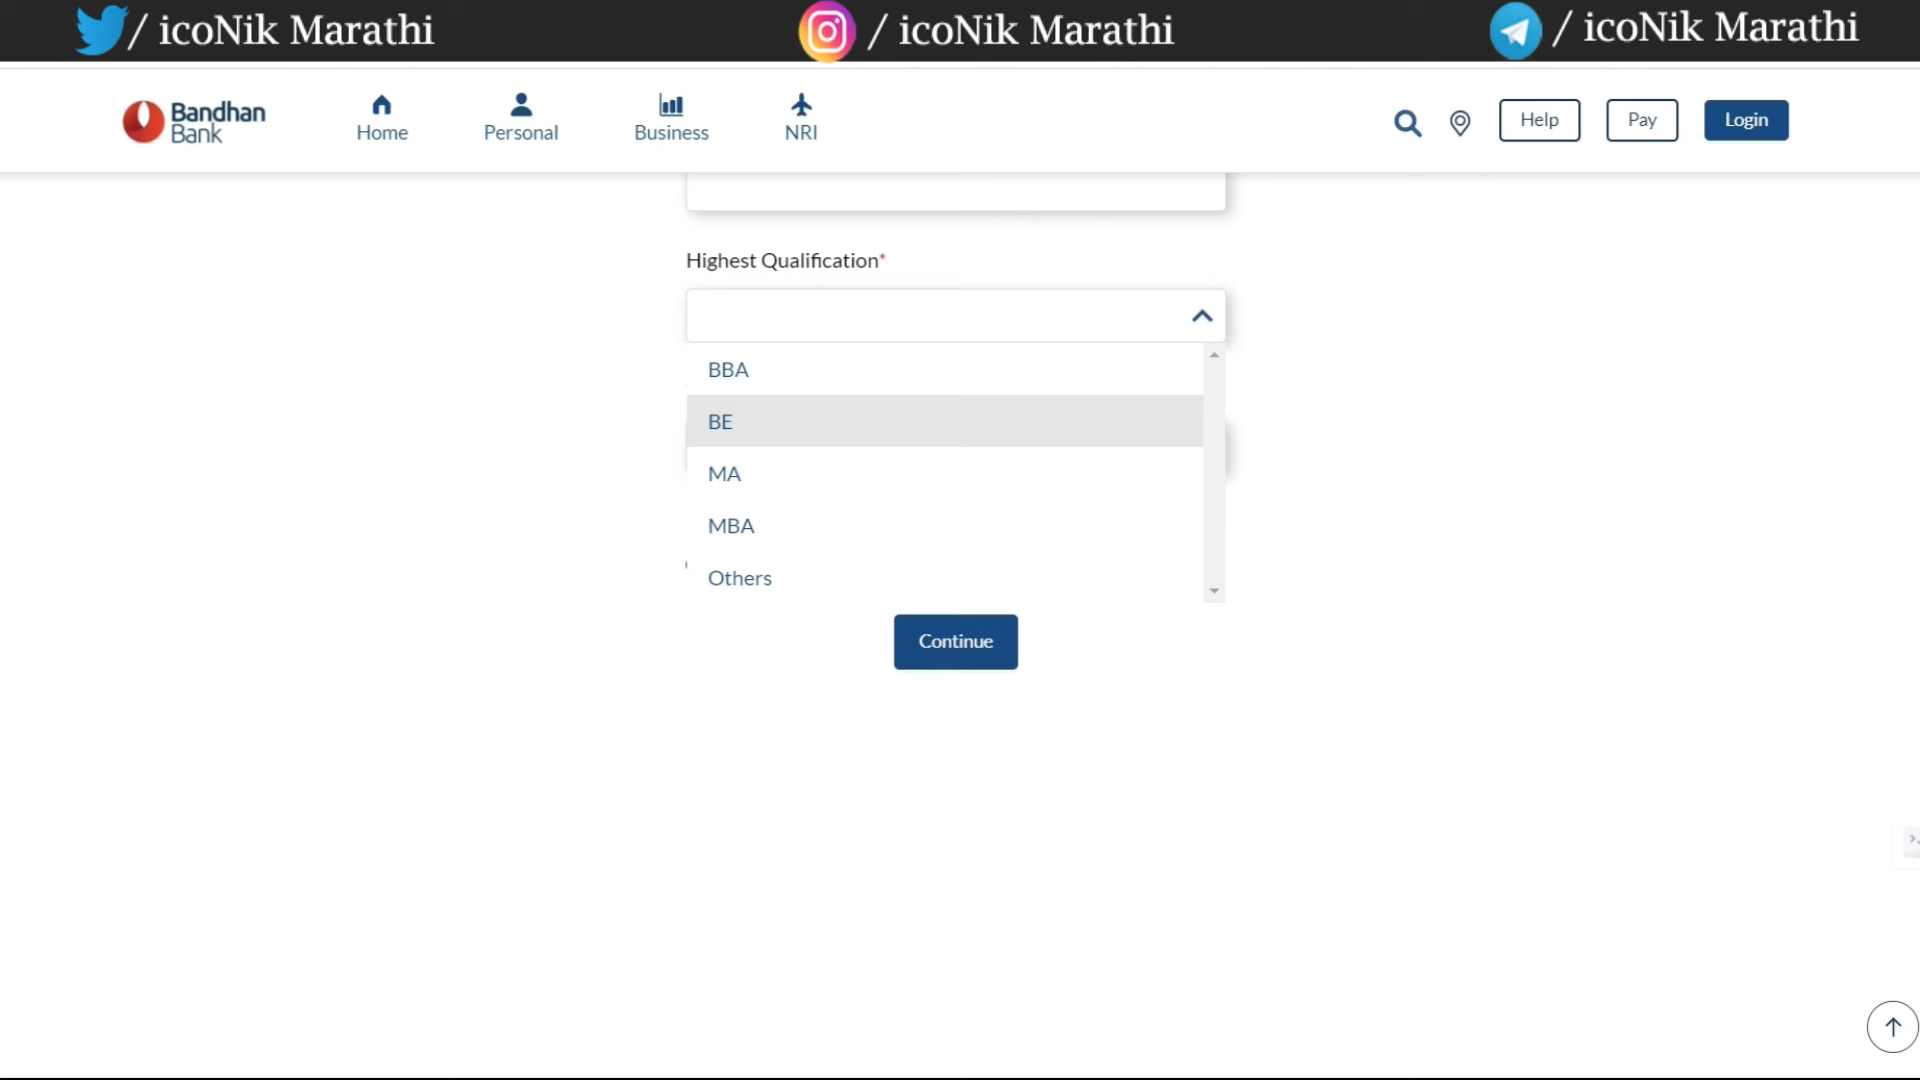 / icoNik Marathi
/ icoNik Marathi
/ icoNik Marathi
Bandhan
Bank
Home
Personal
Business
NRI
Help
Pay
Login
Highest Qualification*
BBA
BE
MA
MBA
Others
Continue